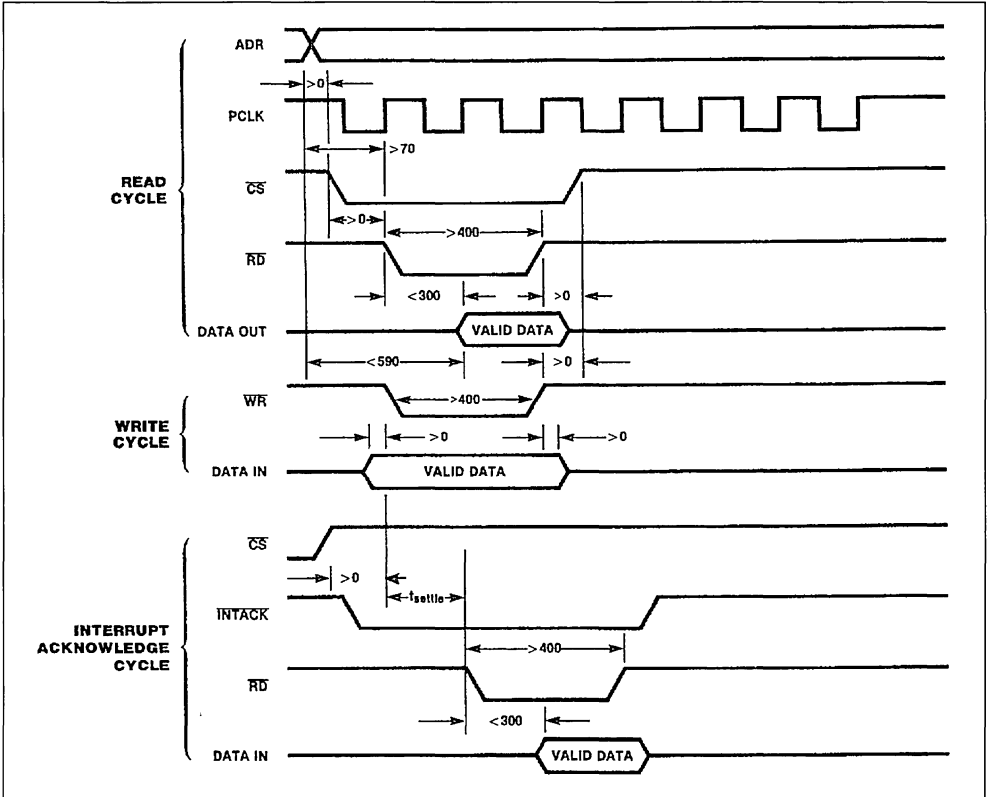 ADR
>0
PCLK
>70
READ
CYCLE
CS
>0
>400
RD
<300
>0
DATA OUT
VALID DATA
<590
>0
WR
>400
WRITE
CYCLE
>0
>0
DATA IN
VALID DATA
CS
>0
tsettle
INTACK
INTERRUPT
ACKNOWLEDGE
CYCLE
>400
RD
<300
DATA IN
VALID DATA